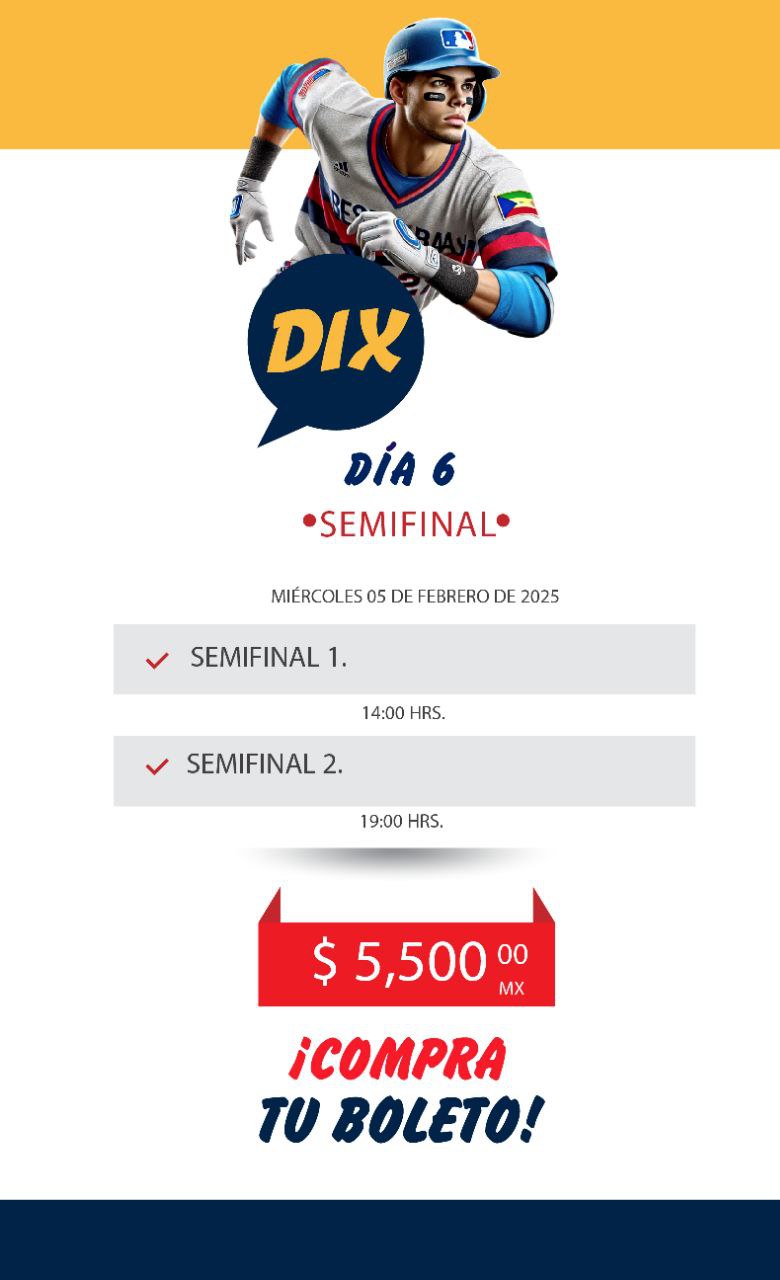 DIX
DÍA 6
•SEMIFINAL•
MIÉRCOLES 05 DE FEBRERO DE 2025
SEMIFINAL 1.
14:00 HRS.
SEMIFINAL 2.
19:00 HRS.
$ 5,500 00
MX
¡COMPRA
TU BOLETO!